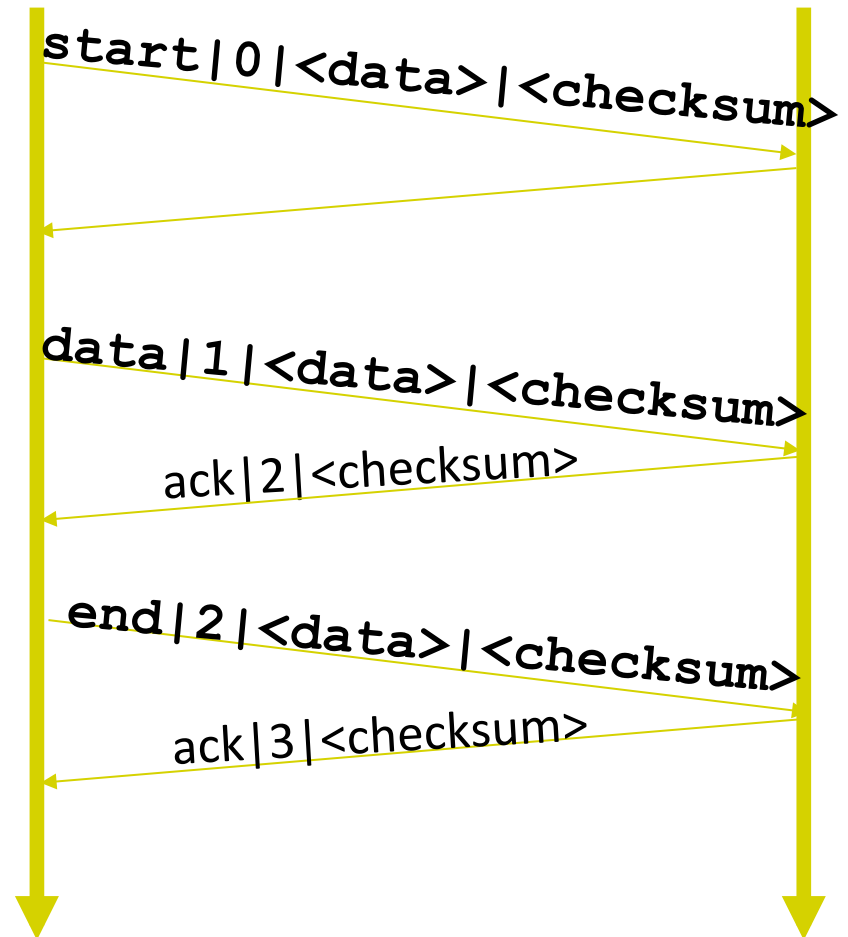 start|0|<data>|<checksum>
data|1|<data>|<checksum>
ack|2|<checksum>
end|2|<data>|<checksum>
ack|3|<checksum>